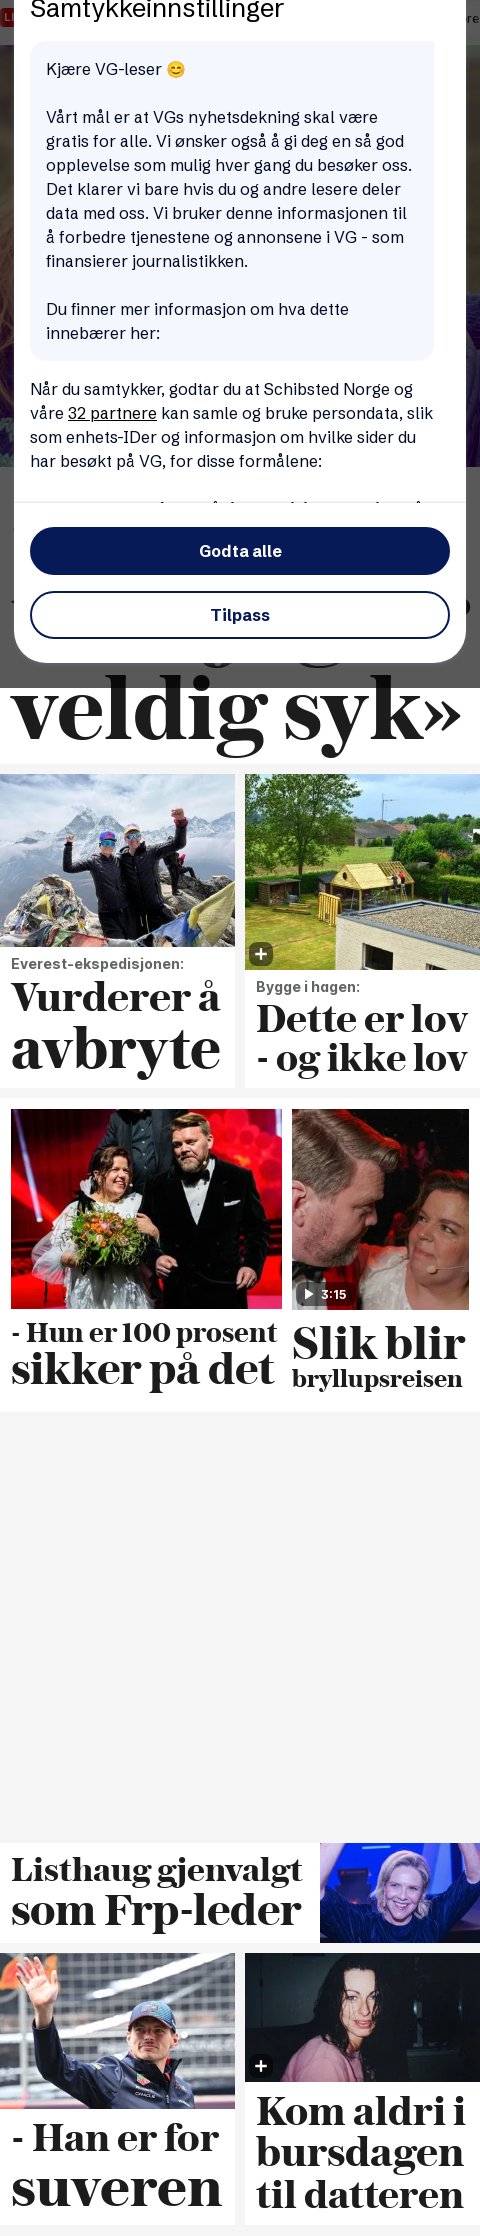 Samtykkeinnstillinger
Kjære VG-leser 😊
Vårt mål er at VGs nyhetsdekning skal være
gratis for alle. Vi ønsker også å gi deg en så god
opplevelse som mulig hver gang du besøker oss.
Det klarer vi bare hvis du og andre lesere deler
data med oss. Vi bruker denne informasjonen til
å forbedre tjenestene og annonsene i VG - som
finansierer journalistikken.
Du finner mer informasjon om hva dette
innebærer her:
Når du samtykker, godtar du at Schibsted Norge og
våre 32 partnere kan samle og bruke persondata, slik
som enhets-IDer og informasjon om hvilke sider du
har besøkt på VG, for disse formålene:
Godta alle
Tilpass
veldig syk»
Everest-ekspedisjonen:
Vurderer å
avbryte
Bygge i hagen:
Dette er lov
- og ikke lov
- Hun er 100 prosent
sikker på det
3:15
Slik blir
bryllupsreisen
Listhaug gjenvalgt
som Frp-leder
- Han er for
suveren
Kom aldri i
bursdagen
til datteren